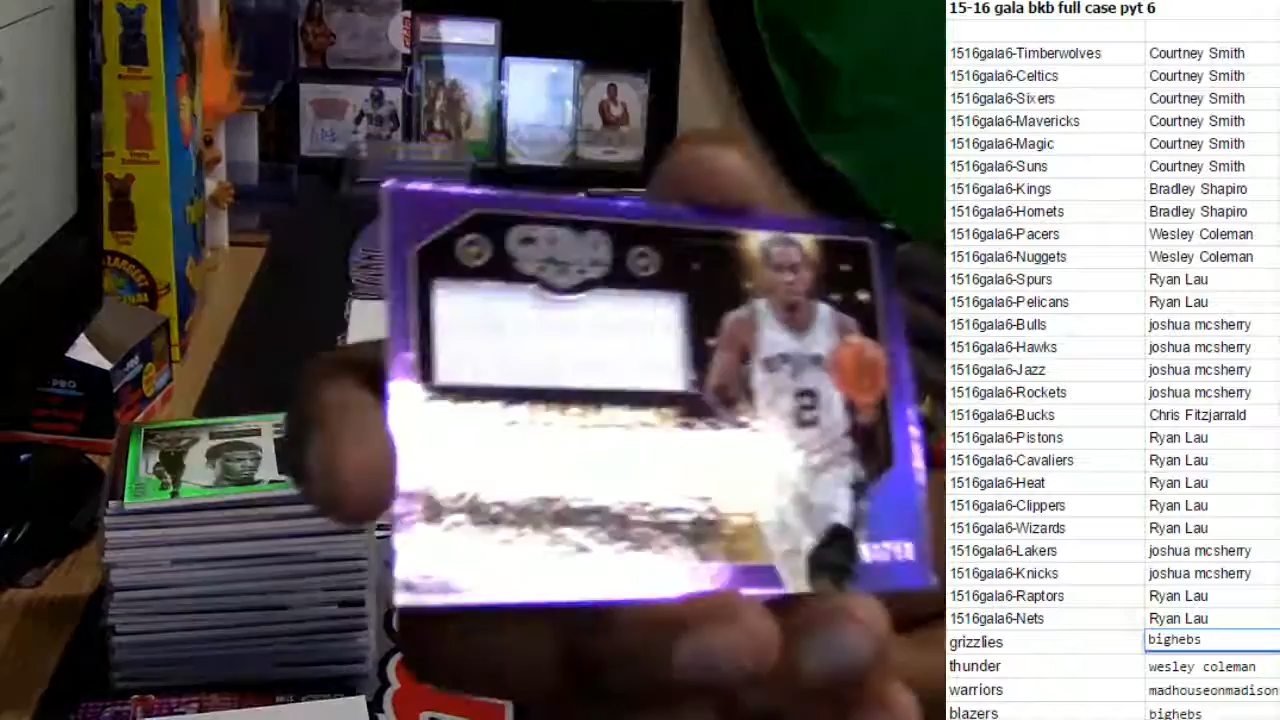 15-16 gala bkb full case pyt 6
1516gala6-Timberwolves Courtney Smith
1516gala6-Celtics Courtney Smith
1516gala6-Sixers Courtney Smith
1516gala6-Mavericks Courtney Smith
1516gala6-Magic Courtney Smith
1516gala6-Suns Courtney Smith
1516gala6-Kings Bradley Shapiro
1516gala6-Hornets Bradley Shapiro
1516gala6-Pacers Wesley Coleman
1516gala6-Nuggets Wesley Coleman
1516gala6-Spurs Ryan Lau
1516gala6-Pelicans Ryan Lau
1516gala6-Bulls joshua mcsherry
1516gala6-Hawks joshua mcsherry
1516gala6-Jazz joshua mcsherry
1516gala6-Rockets joshua mcsherry
1516gala6-Bucks Chris Fitzjarrald
1516gala6-Pistons Ryan Lau
1516gala6-Cavaliers Ryan Lau
1516gala6-Heat Ryan Lau
1516gala6-Clippers Ryan Lau
1516gala6-Wizards Ryan Lau
1516gala6-Lakers joshua mcsherry
1516gala6-Knicks joshua mcsherry
1516gala6-Raptors Ryan Lau
1516gala6-Nets Ryan Lau
grizzlies bighebs
thunder wesley coleman
warriors madhouseonmadison
blazers bighebs
2
PRO